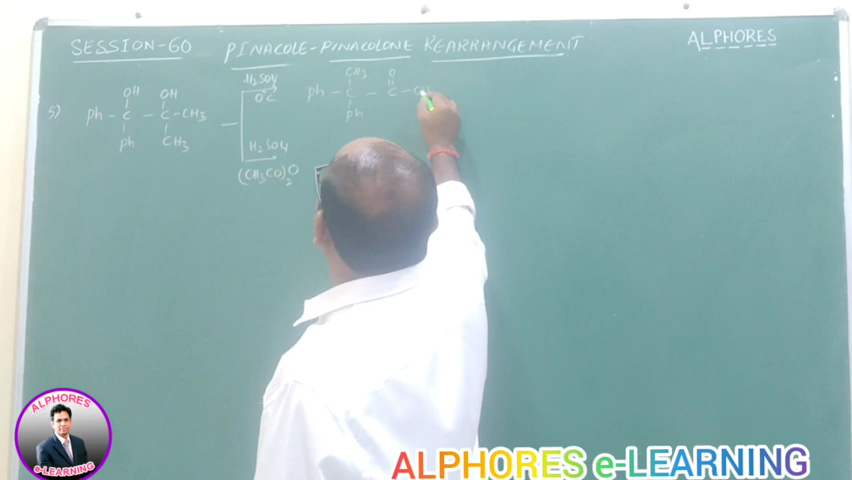 SESSION-60 PINACOLE-PINACOLONE REARRANGEMENT
ALPHORES
5)
OH OH
Ph - C - C - CH3
Ph CH3
H2SO4
0°C
H2SO4
(CH3CO)2O
CH3 O
Ph - C - C - CH
Ph
ALPHORES
e-LEARNING
ALPHORES e-LEARNING